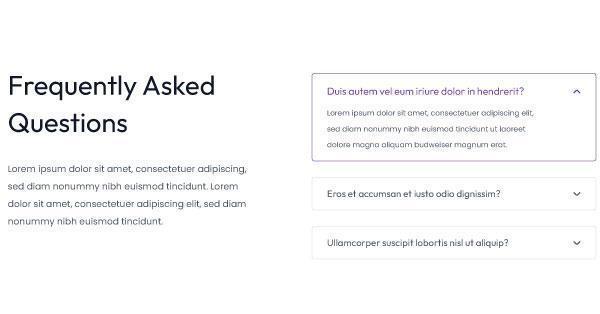 Frequently Asked
Questions
Lorem ipsum dolor sit amet, consectetuer adipiscing,
sed diam nonummy nibh euismod tincidunt. Lorem
dolor sit amet, consectetuer adipiscing elit, sed diam
nonummy nibh euismod tincidunt.
Duis autem vel eum iriure dolor in hendrerit?
Lorem ipsum dolor sit amet, consectetuer adipiscing elit,
sed diam nonummy nibh euismod tincidunt ut laoreet
dolore magna aliquam budweiser magnum erat.
Eros et accumsan et iusto odio dignissim?
Ullamcorper suscipit lobortis nisl ut aliquip?